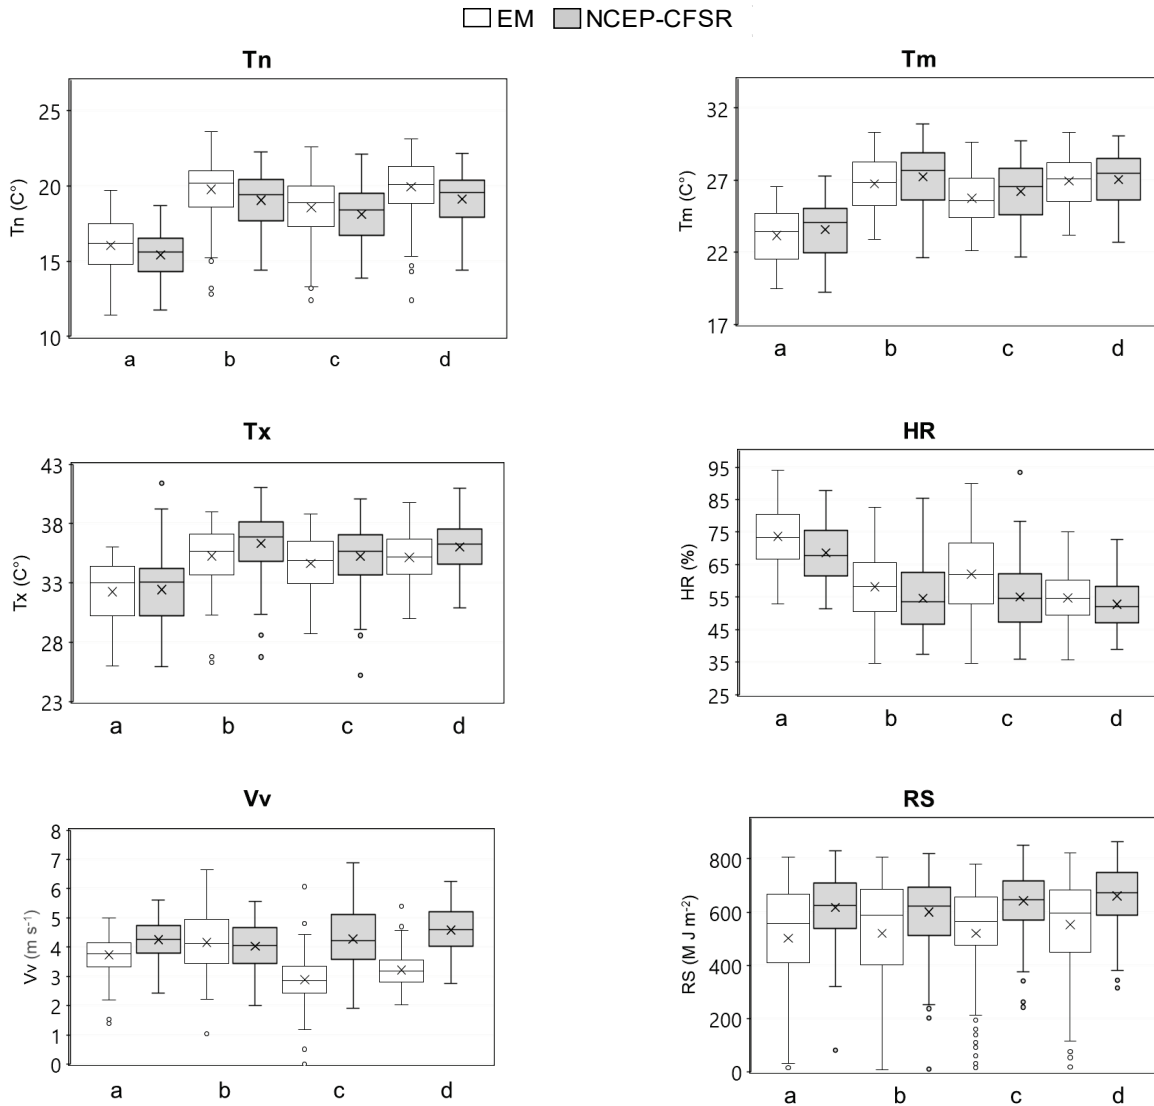 EM NCEP-CFSR
Tn
Tn (C°)
25
20
15
10
a b c d
Tm
Tm (C°)
32
27
22
17
a b c d
Tx
Tx (C°)
43
38
33
28
23
a b c d
HR
HR (%)
95
85
75
65
55
45
35
25
a b c d
Vv
Vv (m s⁻¹)
8
7
6
5
4
3
2
1
0
a b c d
RS
RS (M J m⁻²)
800
600
400
200
0
a b c d